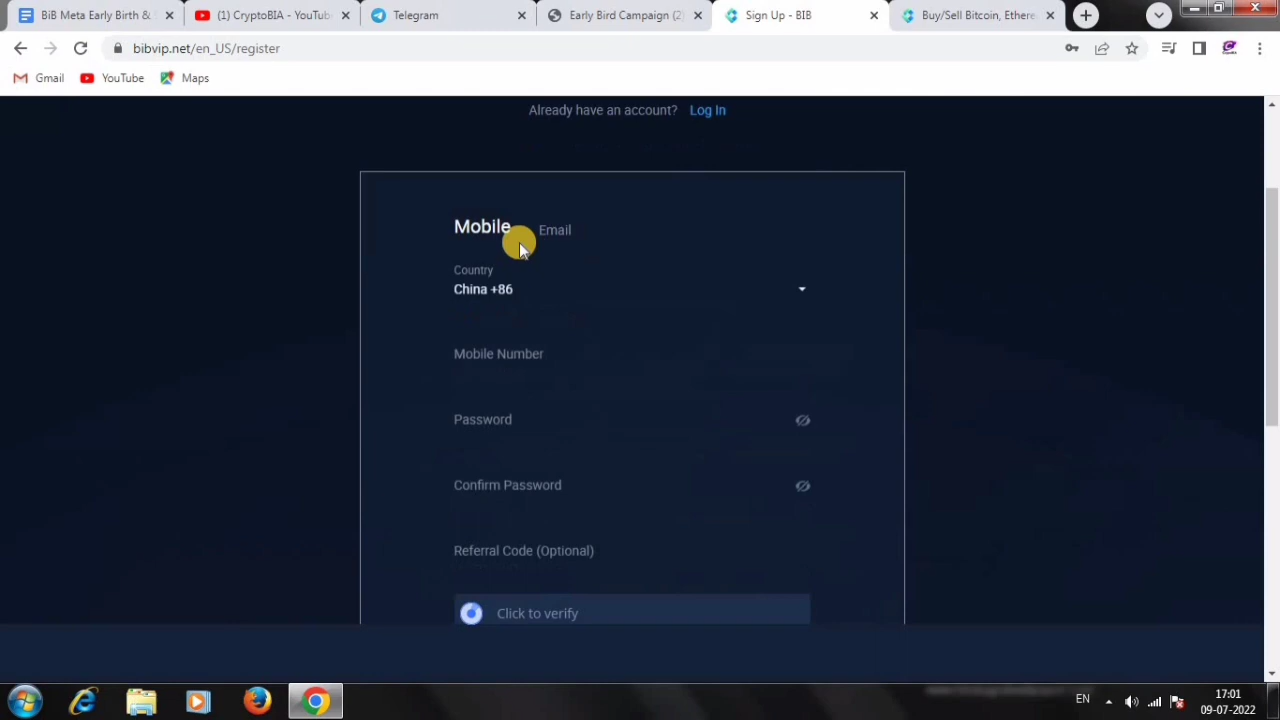 BiB Meta Early Birth &
(1) CryptoBIA - YouTub
Telegram
Early Bird Campaign (2)
Sign Up - BIB
Buy/Sell Bitcoin, Ethere
bibvip.net/en_US/register
Gmail
YouTube
Maps
Already have an account? Log In
Mobile
Email
Country
China +86
Mobile Number
Password
Confirm Password
Referral Code (Optional)
Click to verify
EN
17:01
09-07-2022